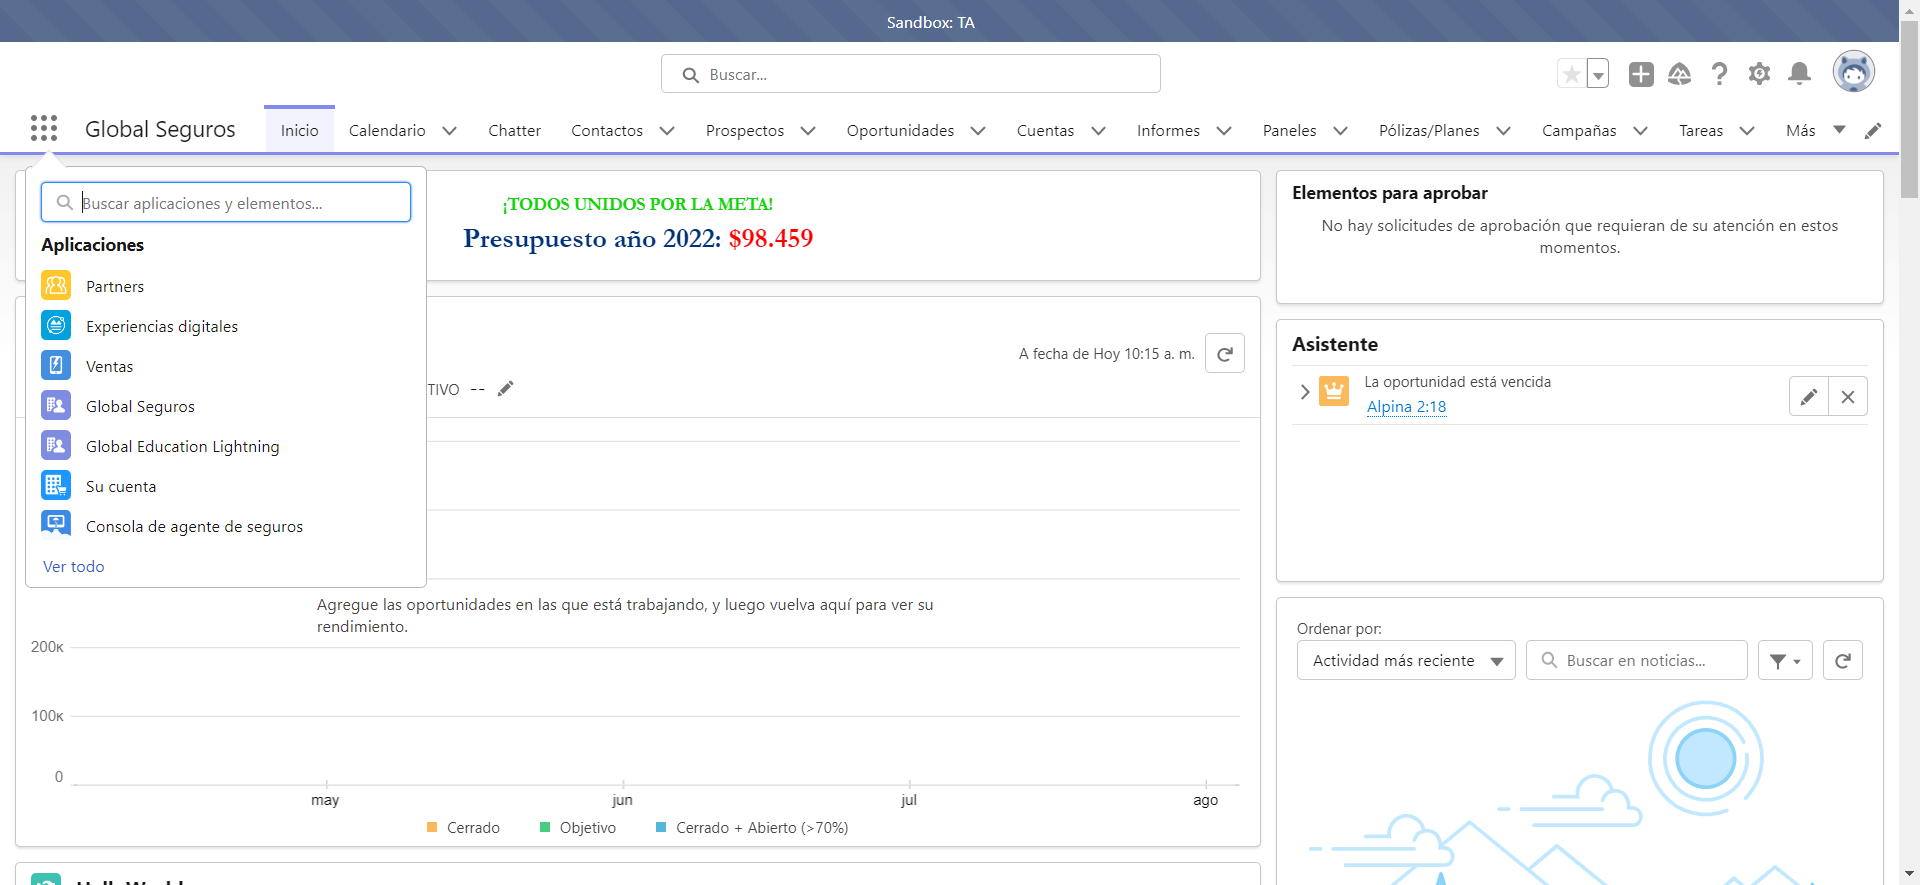 Sandbox: TA
Buscar...
Global Seguros
Inicio
Calendario
Chatter
Contactos
Prospectos
Oportunidades
Cuentas
Informes
Paneles
Pólizas/Planes
Campañas
Tareas
Más
Buscar aplicaciones y elementos...
Aplicaciones
Partners
Experiencias digitales
Ventas
Global Seguros
Global Education Lightning
Su cuenta
Consola de agente de seguros
Ver todo
¡TODOS UNIDOS POR LA META!
Presupuesto año 2022: $98.459
A fecha de Hoy 10:15 a. m.
TIVO --
Agregue las oportunidades en las que está trabajando, y luego vuelva aquí para ver su
rendimiento.
200K
100K
0
may
jun
jul
ago
Cerrado
Objetivo
Cerrado + Abierto (>70%)
Elementos para aprobar
No hay solicitudes de aprobación que requieran de su atención en estos
momentos.
Asistente
La oportunidad está vencida
Alpina 2:18
Ordenar por:
Actividad más reciente
Buscar en noticias...